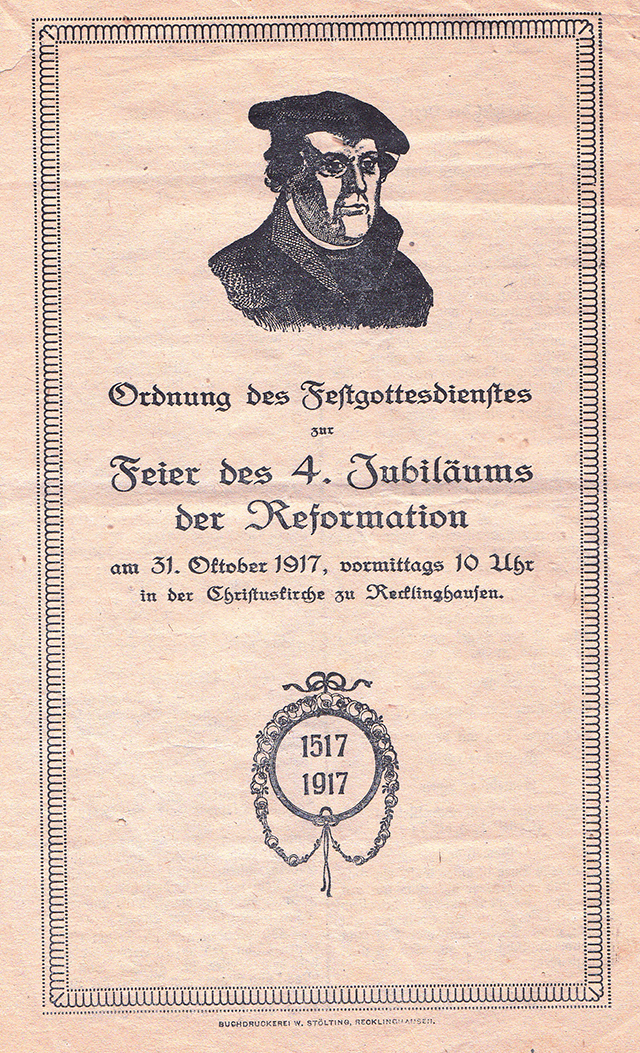 Ordnung des Festgottesdienstes
zur
Feier des 4. Jubiläums
der Reformation
am 31. Oktober 1917, vormittags 10 Uhr
in der Christuskirche zu Recklinghausen.
1517
1917
BUCHDRUCKEREI W. STÖLTING, RECKLINGHAUSEN.